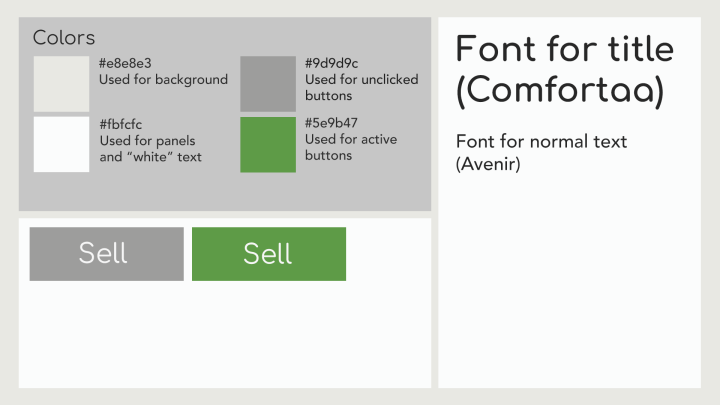 Colors
#e8e8e3
Used for background
#fbfcfc
Used for panels
and “white” text
#9d9d9c
Used for unclicked
buttons
#5e9b47
Used for active
buttons
Sell
Sell
Font for title
(Comfortaa)
Font for normal text
(Avenir)